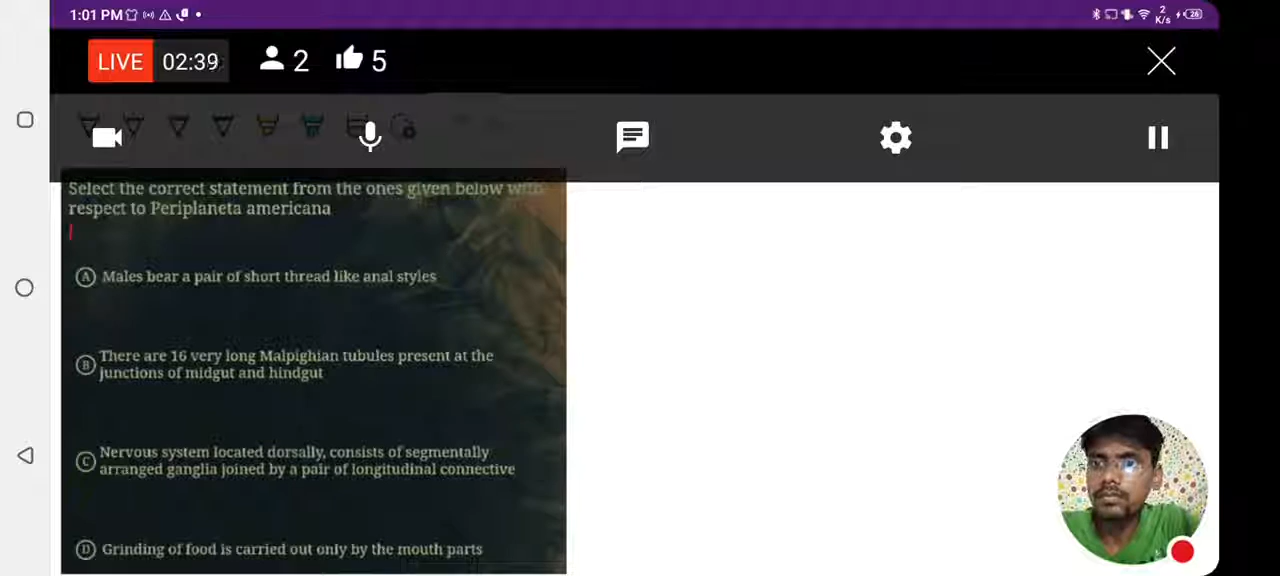 1:01 PM
2
K/s
26
LIVE 02:39 2 5
Select the correct statement from the ones given below with
respect to Periplaneta americana
A Males bear a pair of short thread like anal styles
B There are 16 very long Malpighian tubules present at the
junctions of midgut and hindgut
C Nervous system located dorsally, consists of segmentally
arranged ganglia joined by a pair of longitudinal connective
D Grinding of food is carried out only by the mouth parts